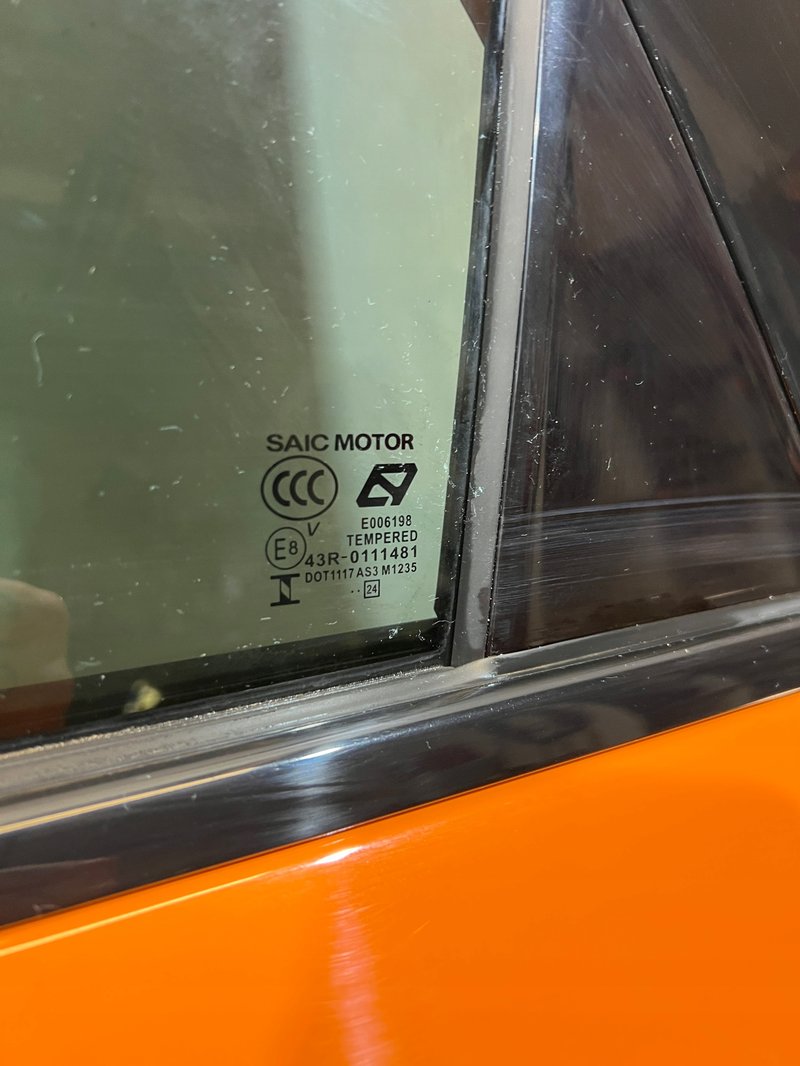 SAIC MOTOR
CCC
E006198
TEMPERED
V
E8
43R-0111481
DOT1117 AS3 M1235
.. 24